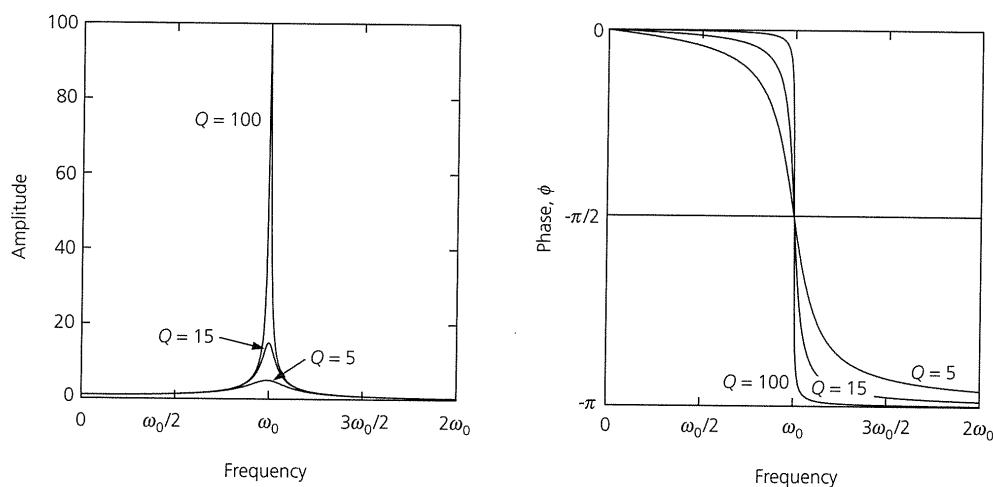 100
80
60
40
20
0
Amplitude
Q = 100
Q = 15
Q = 5
0
ω₀/2
ω₀
3ω₀/2
2ω₀
Frequency
0
-π/2
-π
Phase, ϕ
Q = 100
Q = 15
Q = 5
0
ω₀/2
ω₀
3ω₀/2
2ω₀
Frequency